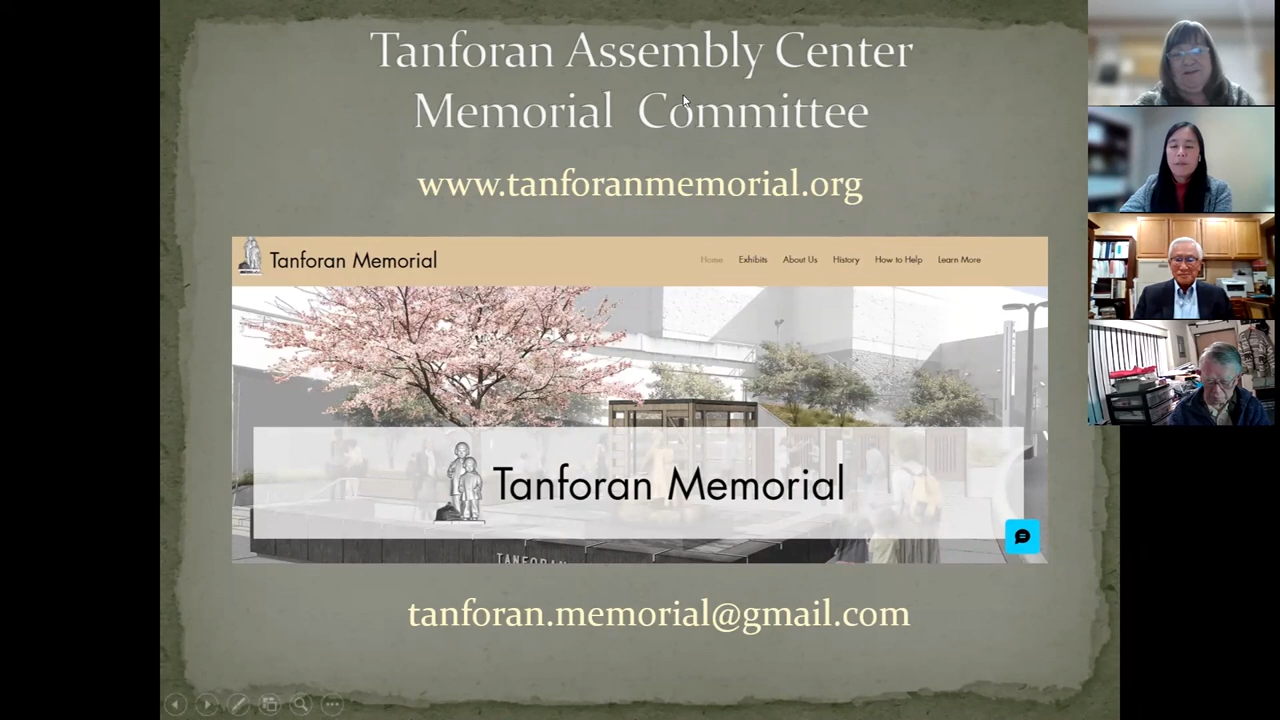 Tanforan Assembly Center
Memorial Committee
www.tanforanmemorial.org
Tanforan Memorial
Home Exhibits About Us History How to Help Learn More
Tanforan Memorial
TANFORAN
tanforan.memorial@gmail.com